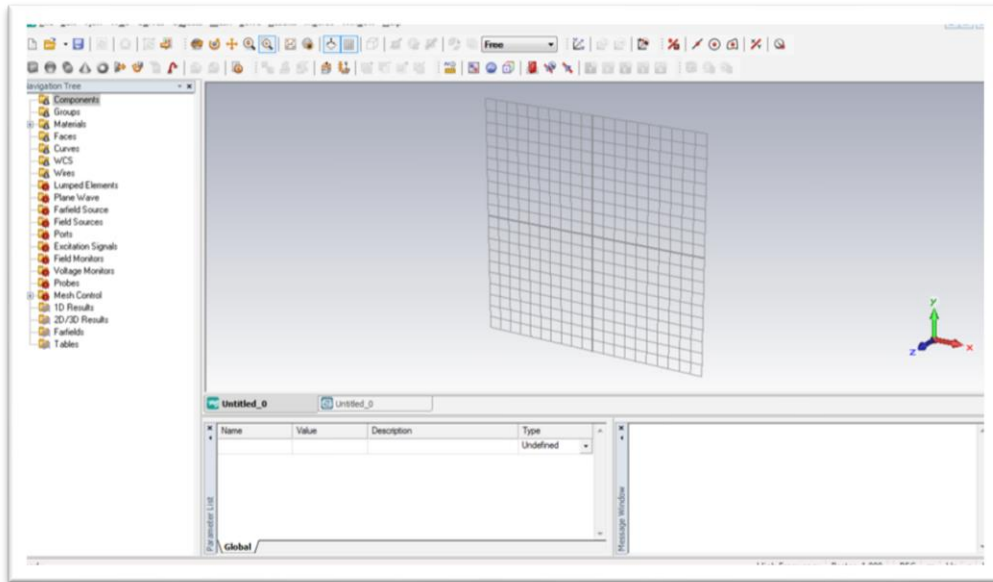 Free
Navigation Tree
Components
Groups
Materials
Faces
Curves
WCS
Wires
Lumped Elements
Plane Wave
Farfield Source
Field Sources
Ports
Excitation Signals
Field Monitors
Voltage Monitors
Probes
Mesh Control
1D Results
2D/3D Results
Farfields
Tables
y
x
z
Untitled_0
Untitled_0
Name Value Description Type
Undefined
Parameter List
Global
Message Window